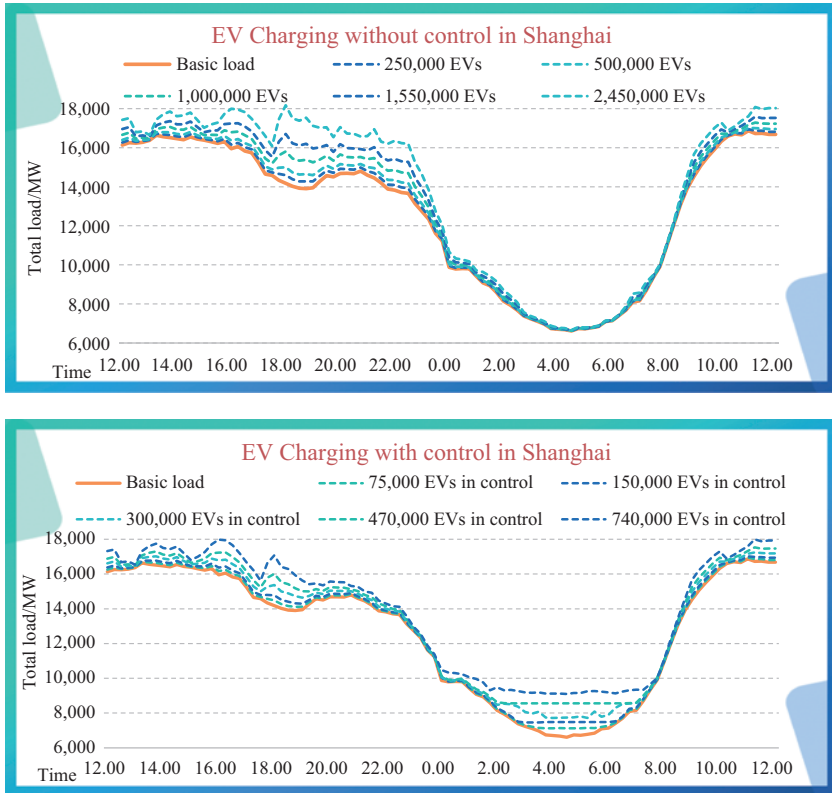 EV Charging without control in Shanghai
Basic load 250,000 EVs 500,000 EVs
1,000,000 EVs 1,550,000 EVs 2,450,000 EVs
Total load/MW
18,000
16,000
14,000
12,000
10,000
8,000
6,000
Time 12.00 14.00 16.00 18.00 20.00 22.00 0.00 2.00 4.00 6.00 8.00 10.00 12.00
EV Charging with control in Shanghai
Basic load 75,000 EVs in control 150,000 EVs in control
300,000 EVs in control 470,000 EVs in control 740,000 EVs in control
Total load/MW
18,000
16,000
14,000
12,000
10,000
8,000
6,000
Time 12.00 14.00 16.00 18.00 20.00 22.00 0.00 2.00 4.00 6.00 8.00 10.00 12.00